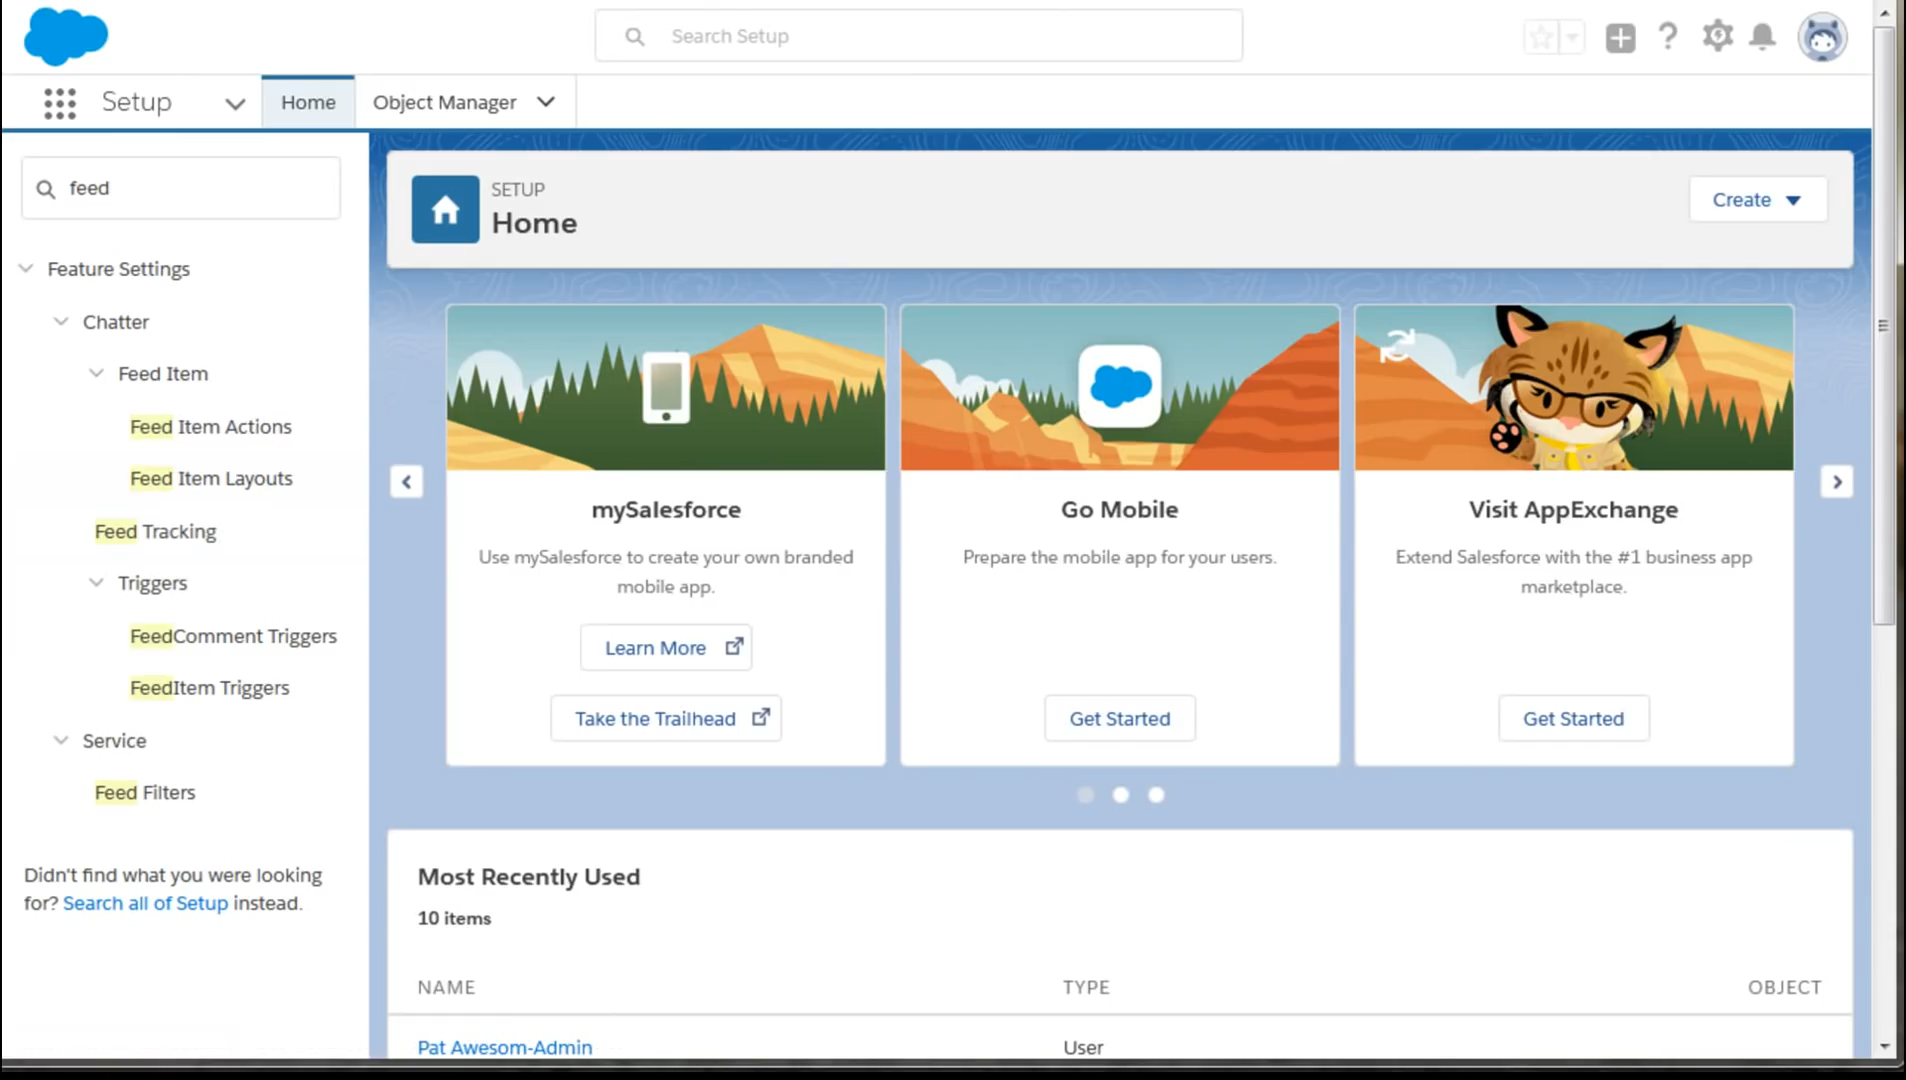 Search Setup
Setup
Home
Object Manager
feed
Feature Settings
Chatter
Feed Item
Feed Item Actions
Feed Item Layouts
Feed Tracking
Triggers
FeedComment Triggers
FeedItem Triggers
Service
Feed Filters
Didn't find what you were looking
for? Search all of Setup instead.
SETUP
Home
Create
mySalesforce
Use mySalesforce to create your own branded
mobile app.
Learn More
Take the Trailhead
Go Mobile
Prepare the mobile app for your users.
Get Started
Visit AppExchange
Extend Salesforce with the #1 business app
marketplace.
Get Started
Most Recently Used
10 items
NAME
TYPE
OBJECT
Pat Awesom-Admin
User